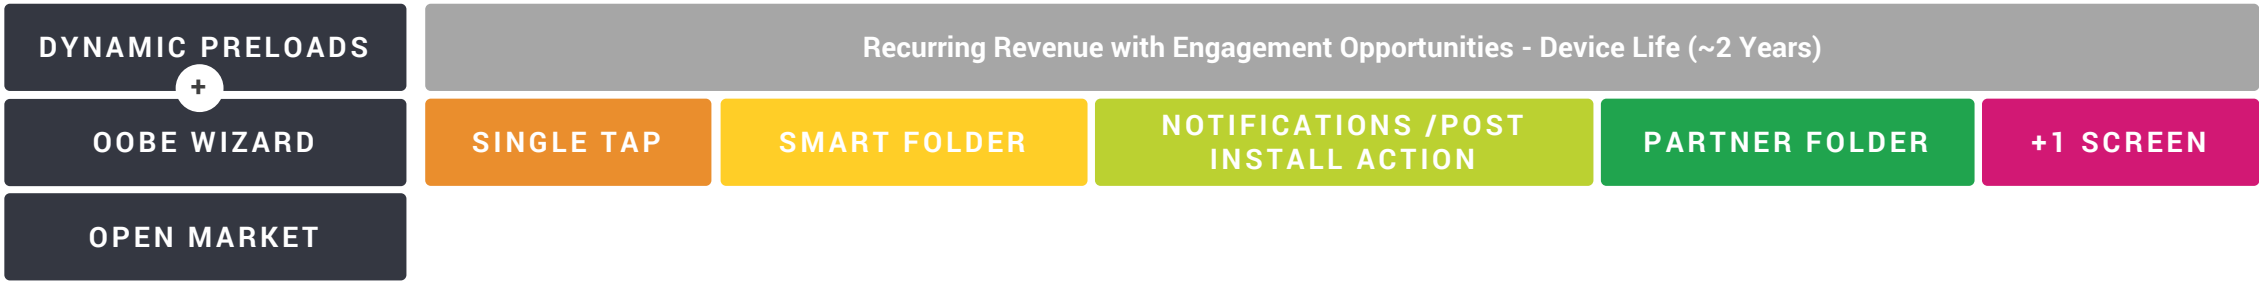 DYNAMIC PRELOADS
+
OOBE WIZARD
OPEN MARKET
Recurring Revenue with Engagement Opportunities - Device Life (~2 Years)
SINGLE TAP
SMART FOLDER
NOTIFICATIONS /POST
INSTALL ACTION
PARTNER FOLDER
+1 SCREEN